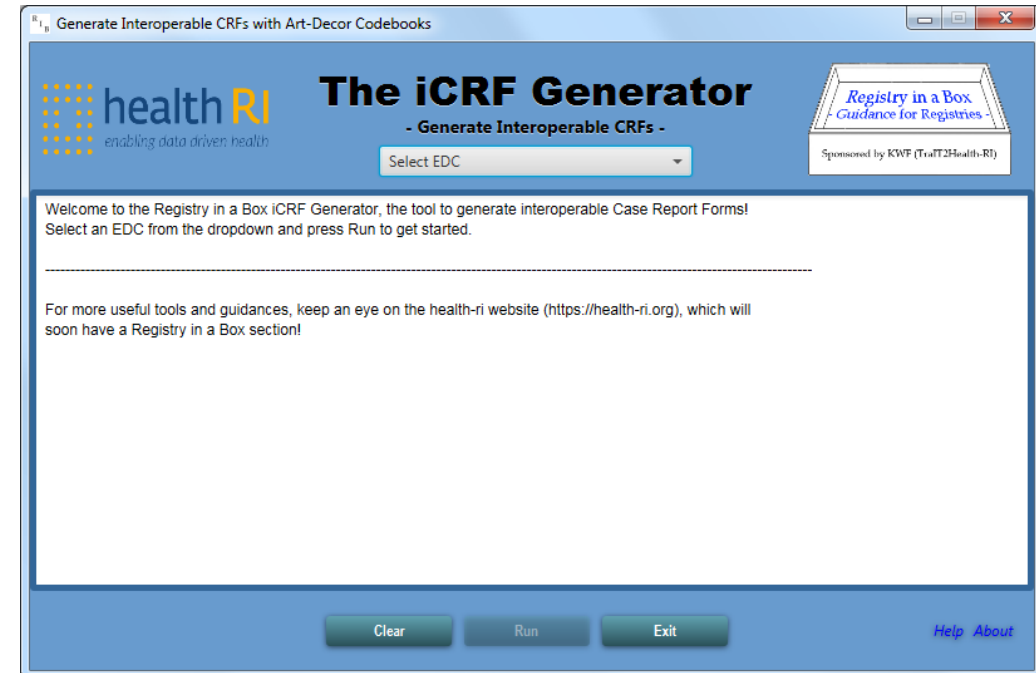 RIB Generate Interoperable CRFs with Art-Decor Codebooks
health RI
enabling data driven health
The iCRF Generator
- Generate Interoperable CRFs -
Select EDC
Registry in a Box
- Guidance for Registries -
Sponsored by KWF (TraIT2Health-RI)
Welcome to the Registry in a Box iCRF Generator, the tool to generate interoperable Case Report Forms!
Select an EDC from the dropdown and press Run to get started.
--------------------------------------------------------------------------------
For more useful tools and guidances, keep an eye on the health-ri website (https://health-ri.org), which will
soon have a Registry in a Box section!
Clear Run Exit Help About